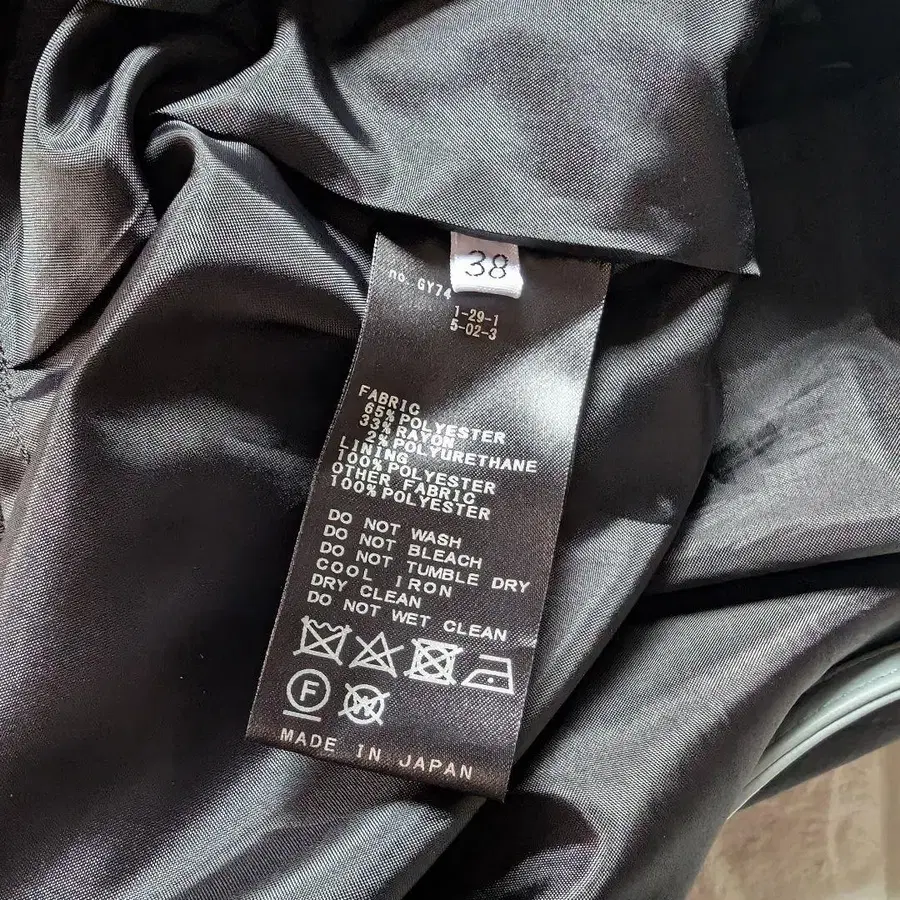 38
no. GY74
1-29-1
5-02-3
FABRIC
65% POLYESTER
33% RAYON
2% POLYURETHANE
LINING
100% POLYESTER
OTHER FABRIC
100% POLYESTER
DO NOT WASH
DO NOT BLEACH
DO NOT TUMBLE DRY
COOL IRON
DRY CLEAN
DO NOT WET CLEAN
F
W
MADE IN JAPAN